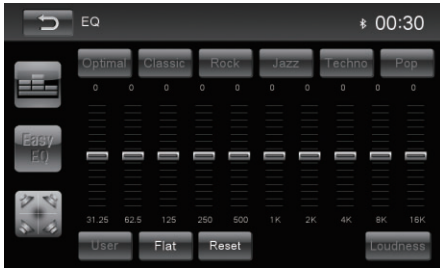 EQ 00:30
Optimal Classic Rock Jazz Techno Pop
0 0 0 0 0 0 0 0 0 0
Easy
EQ
31.25 62.5 125 250 500 1K 2K 4K 8K 16K
User Flat Reset Loudness